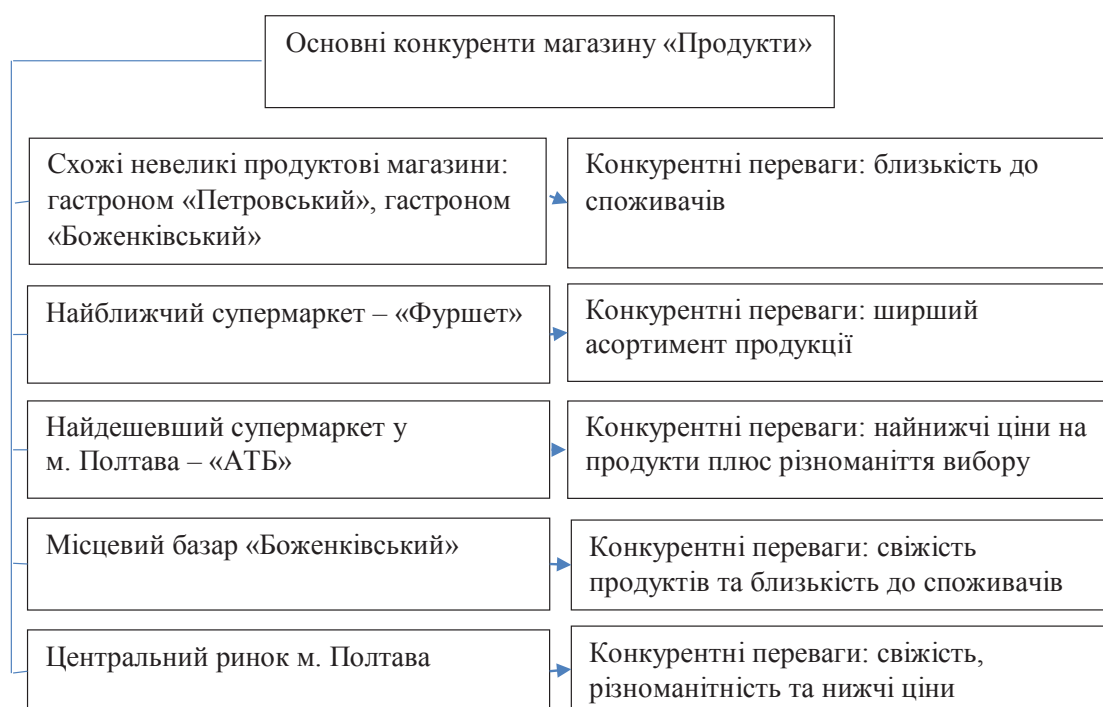 Основні конкуренти магазину «Продукти»
Схожі невеликі продуктові магазини:
гастроном «Петровський», гастроном
«Боженківський»
Конкурентні переваги: близькість до
споживачів
Найближчий супермаркет – «Фуршет»
Конкурентні переваги: ширший
асортимент продукції
Найдешевший супермаркет у
м. Полтава – «АТБ»
Конкурентні переваги: найнижчі ціни на
продукти плюс різноманіття вибору
Місцевий базар «Боженківський»
Конкурентні переваги: свіжість
продуктів та близькість до споживачів
Центральний ринок м. Полтава
Конкурентні переваги: свіжість,
різноманітність та нижчі ціни